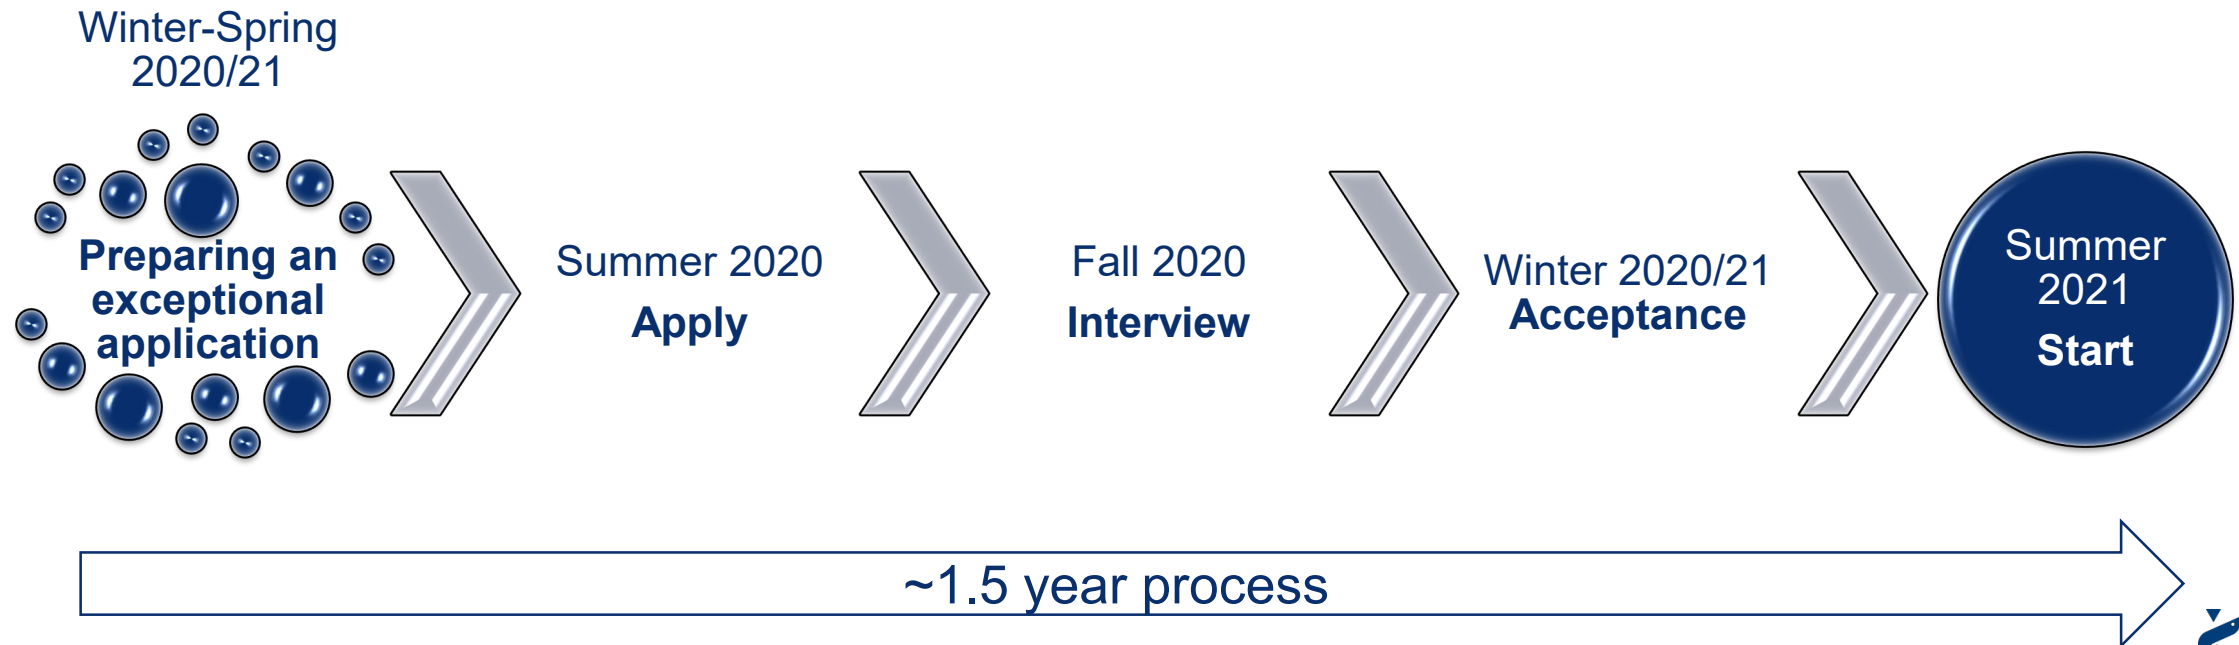 Winter-Spring
2020/21
Preparing an
exceptional
application
Summer 2020
Apply
Fall 2020
Interview
Winter 2020/21
Acceptance
Summer
2021
Start
~1.5 year process